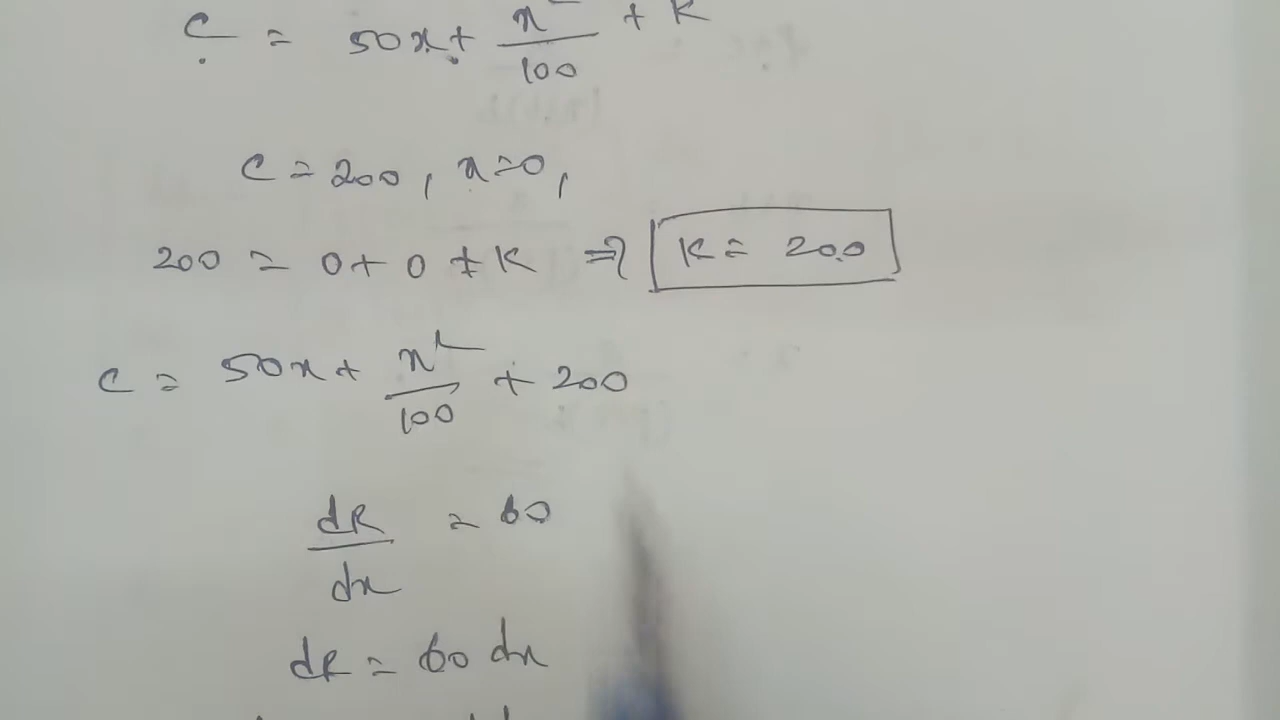 C = 50x + x²/100 + K
C = 200, x = 0,
200 = 0 + 0 + K ⇒ K = 200
C = 50x + x²/100 + 200
dR/dx = 60
dR = 60 dx